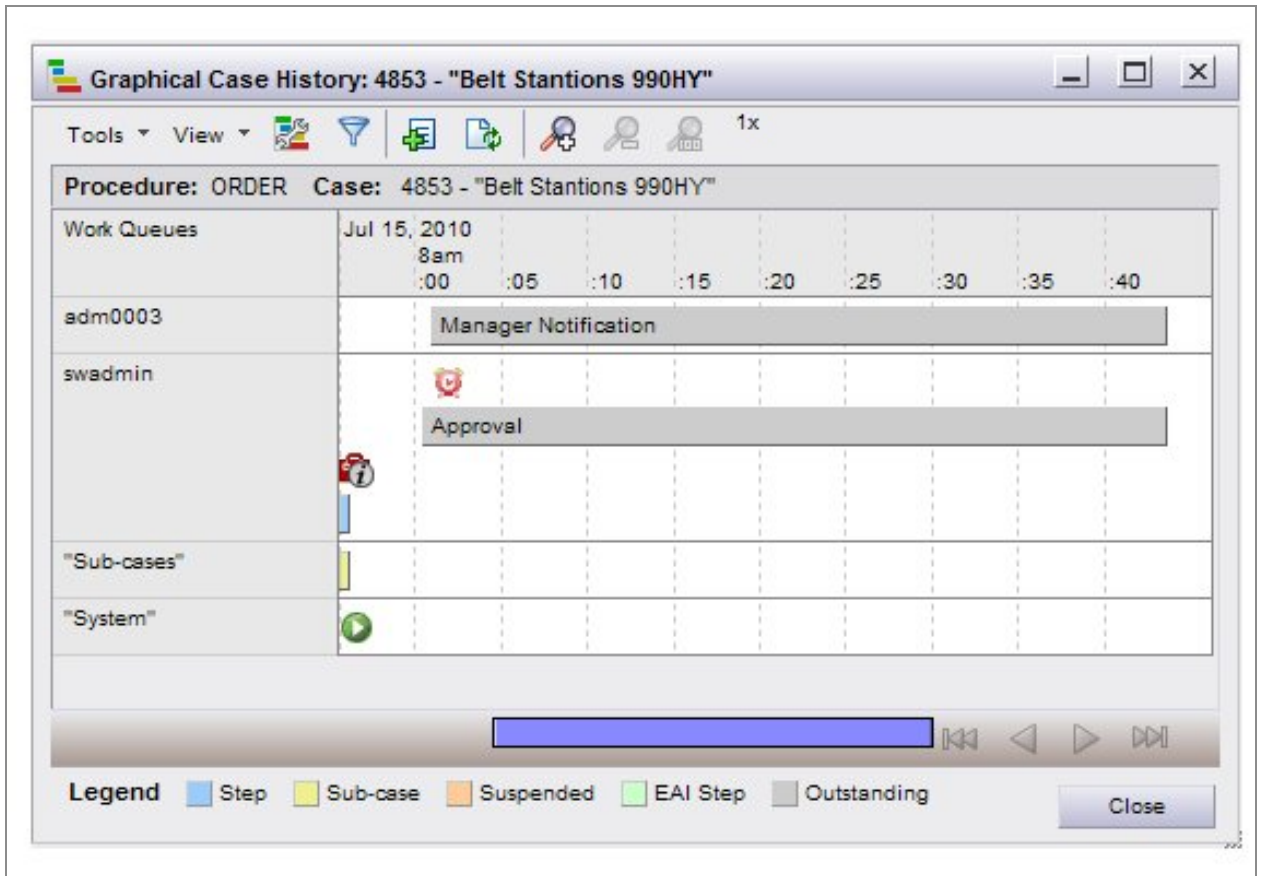 Graphical Case History: 4853 - "Belt Stantions 990HY"
Tools View 1x
Procedure: ORDER Case: 4853 - "Belt Stantions 990HY"
Work Queues Jul 15, 2010
8am
:00 :05 :10 :15 :20 :25 :30 :35 :40
adm0003 Manager Notification
swadmin
Approval
"Sub-cases"
"System"
Legend Step Sub-case Suspended EAI Step Outstanding Close